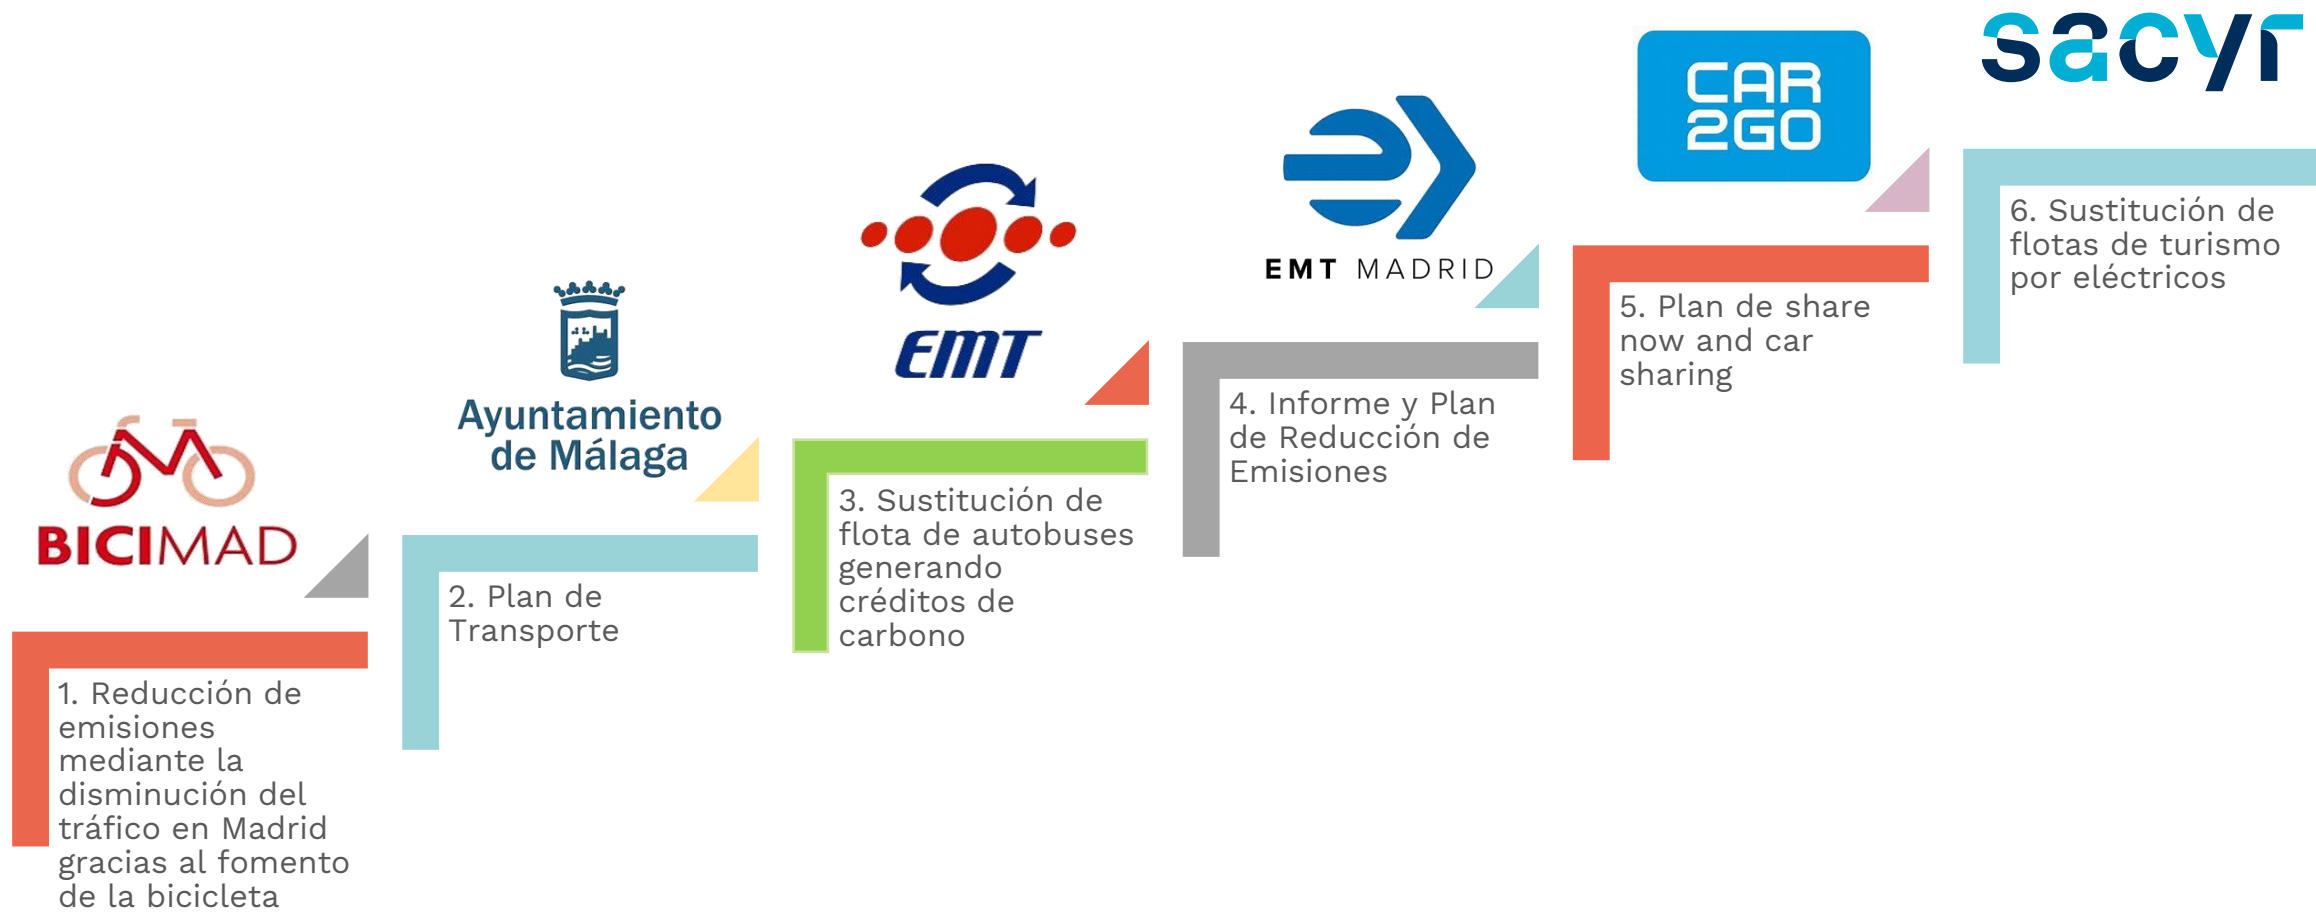 BICIMAD
1. Reducción de
emisiones
mediante la
disminución del
tráfico en Madrid
gracias al fomento
de la bicicleta
Ayuntamiento
de Málaga
2. Plan de
Transporte
EMT
3. Sustitución de
flota de autobuses
generando
créditos de
carbono
EMT MADRID
4. Informe y Plan
de Reducción de
Emisiones
CAR
2GO
5. Plan de share
now and car
sharing
sacyr
6. Sustitución de
flotas de turismo
por eléctricos